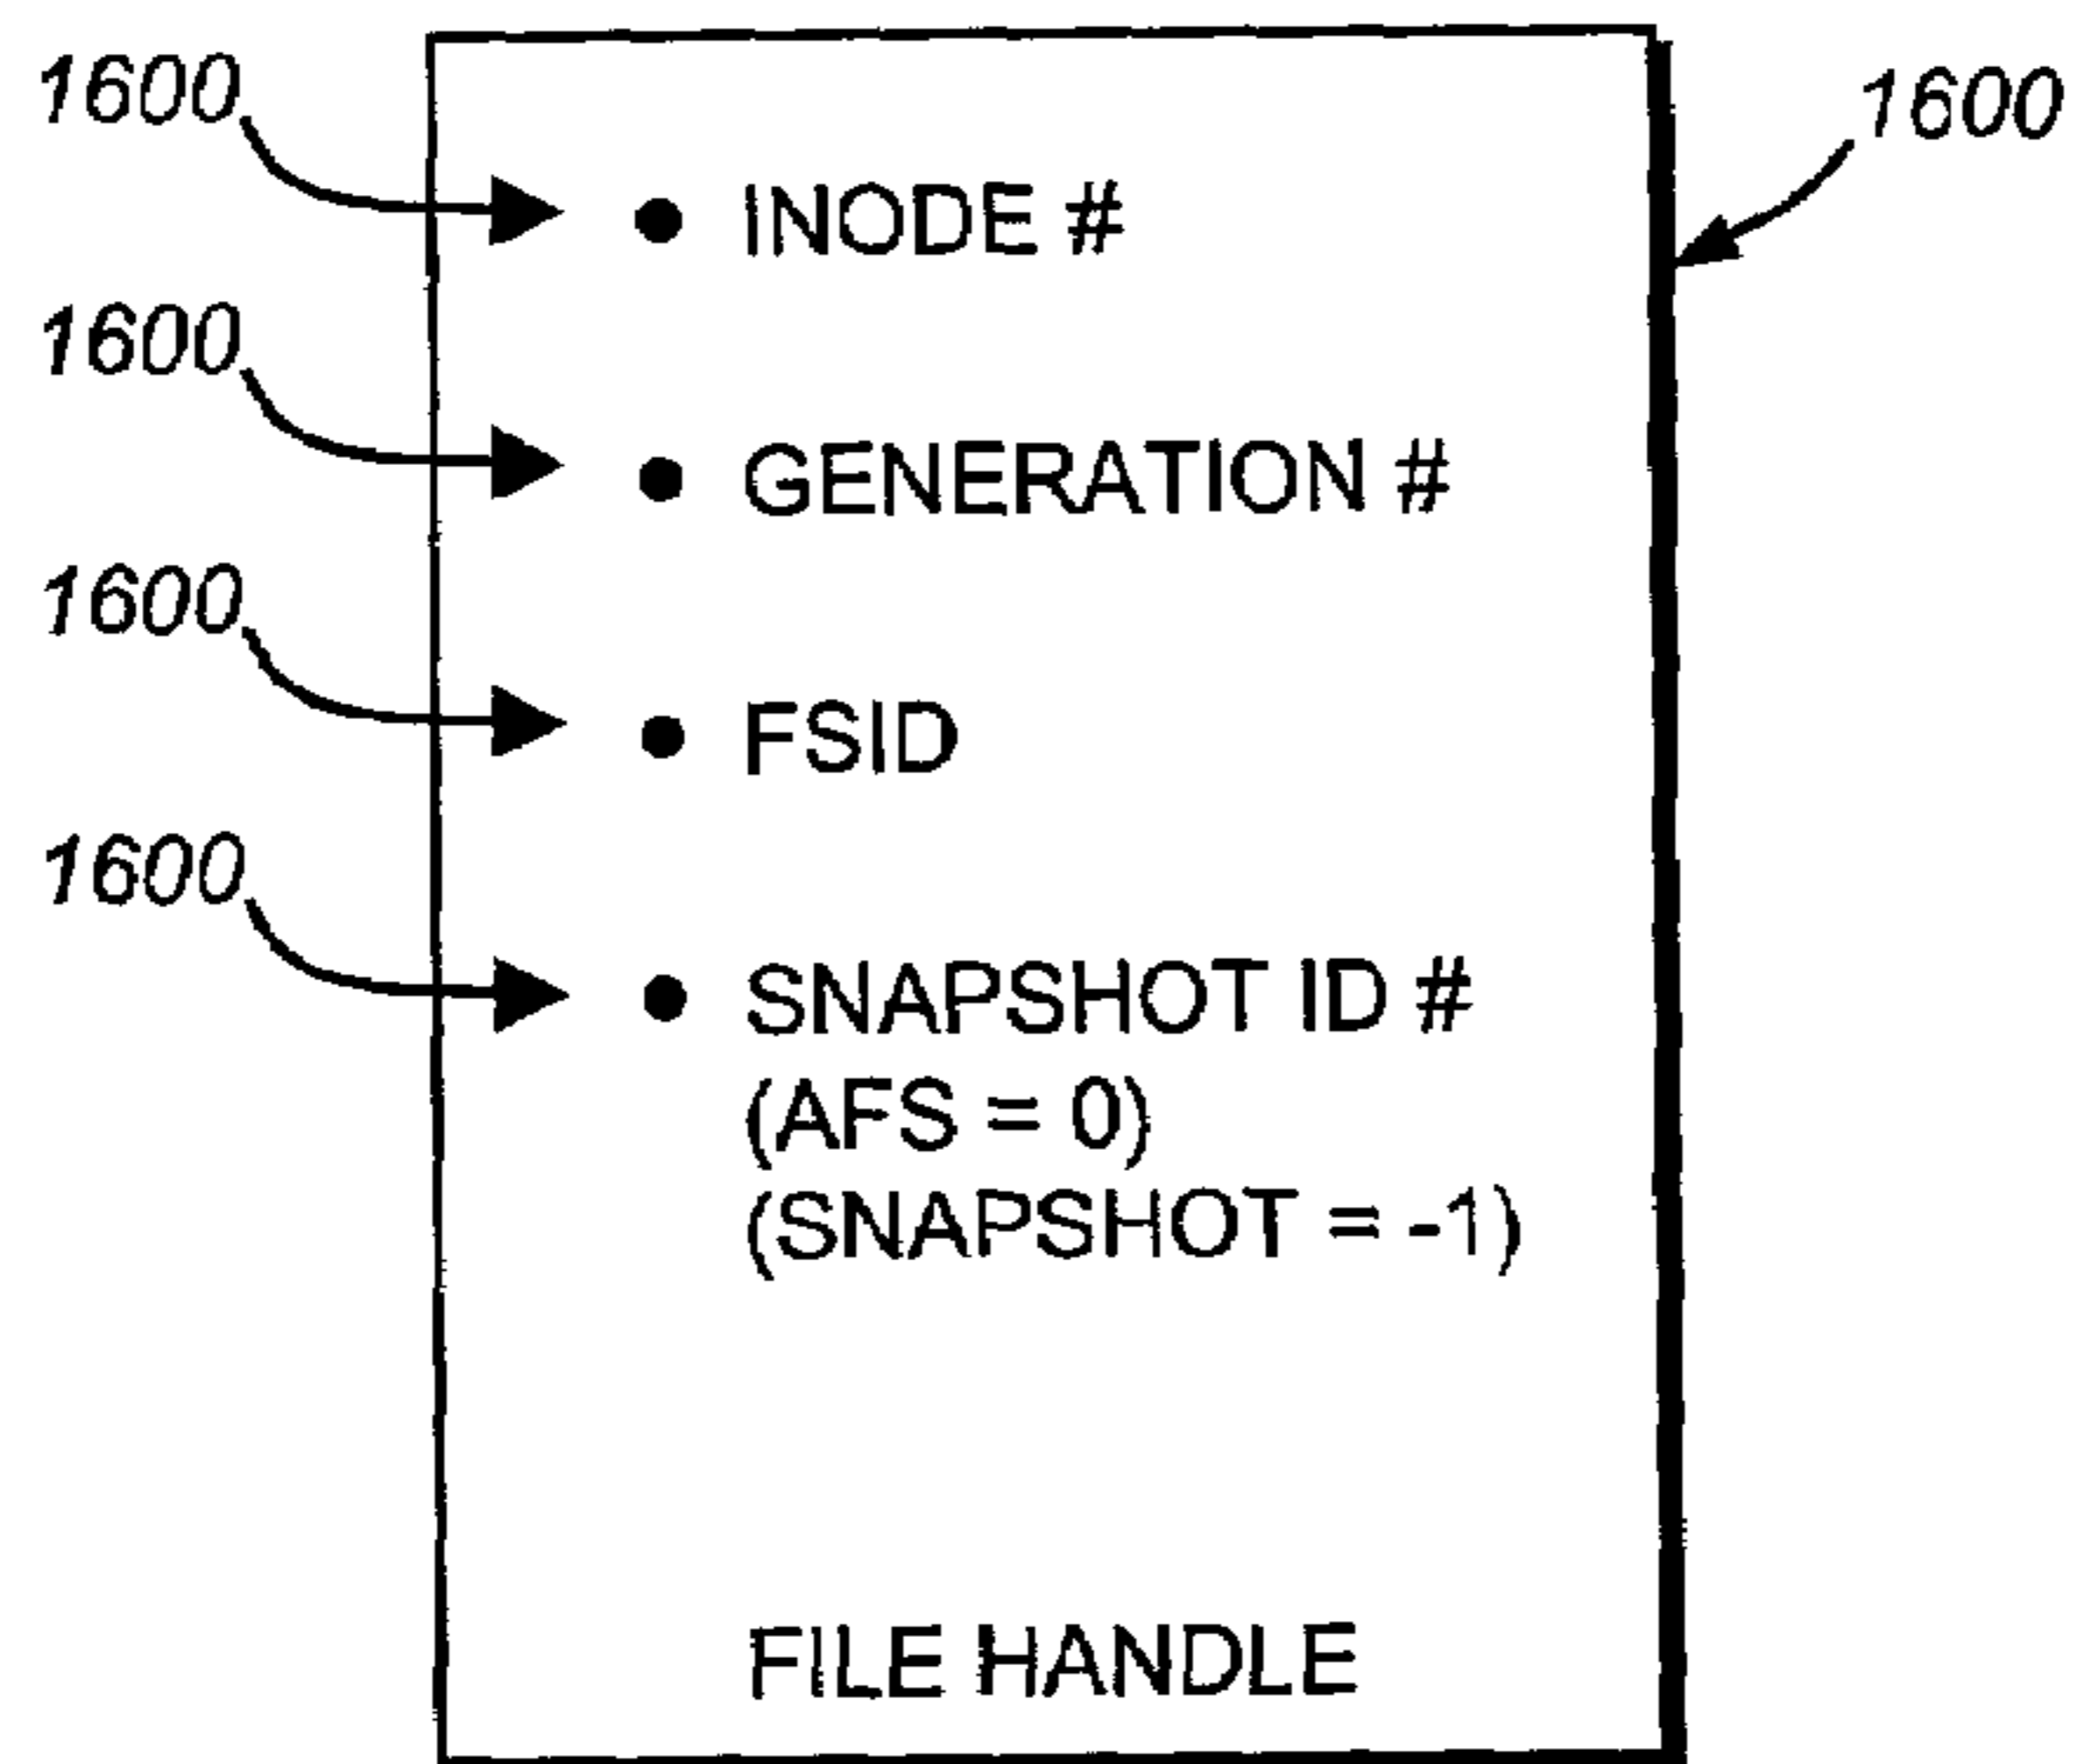 1600
1600
● INODE #
1600
● GENERATION #
1600
● FSID
1600
● SNAPSHOT ID #
(AFS = 0)
(SNAPSHOT = -1)
FILE HANDLE